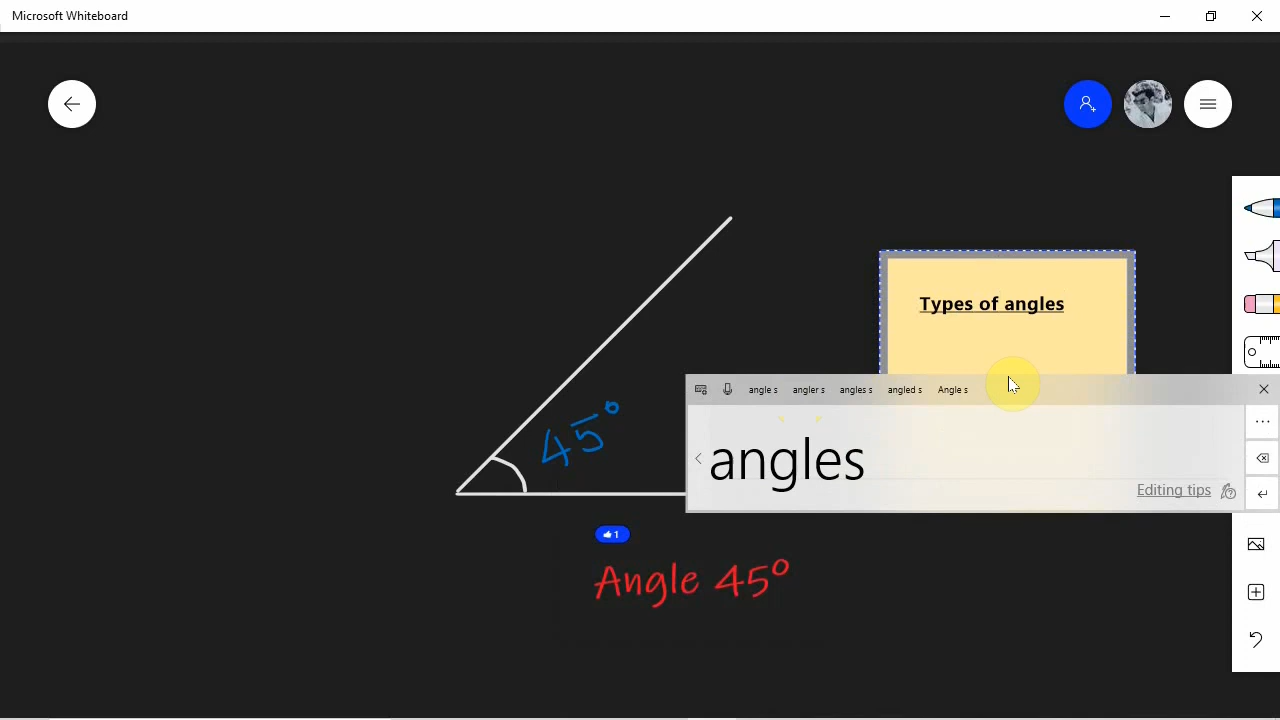 Microsoft Whiteboard
Types of angles
angle s angler s angles s angled s Angle s
angles
Editing tips
45°
1
Angle 45°